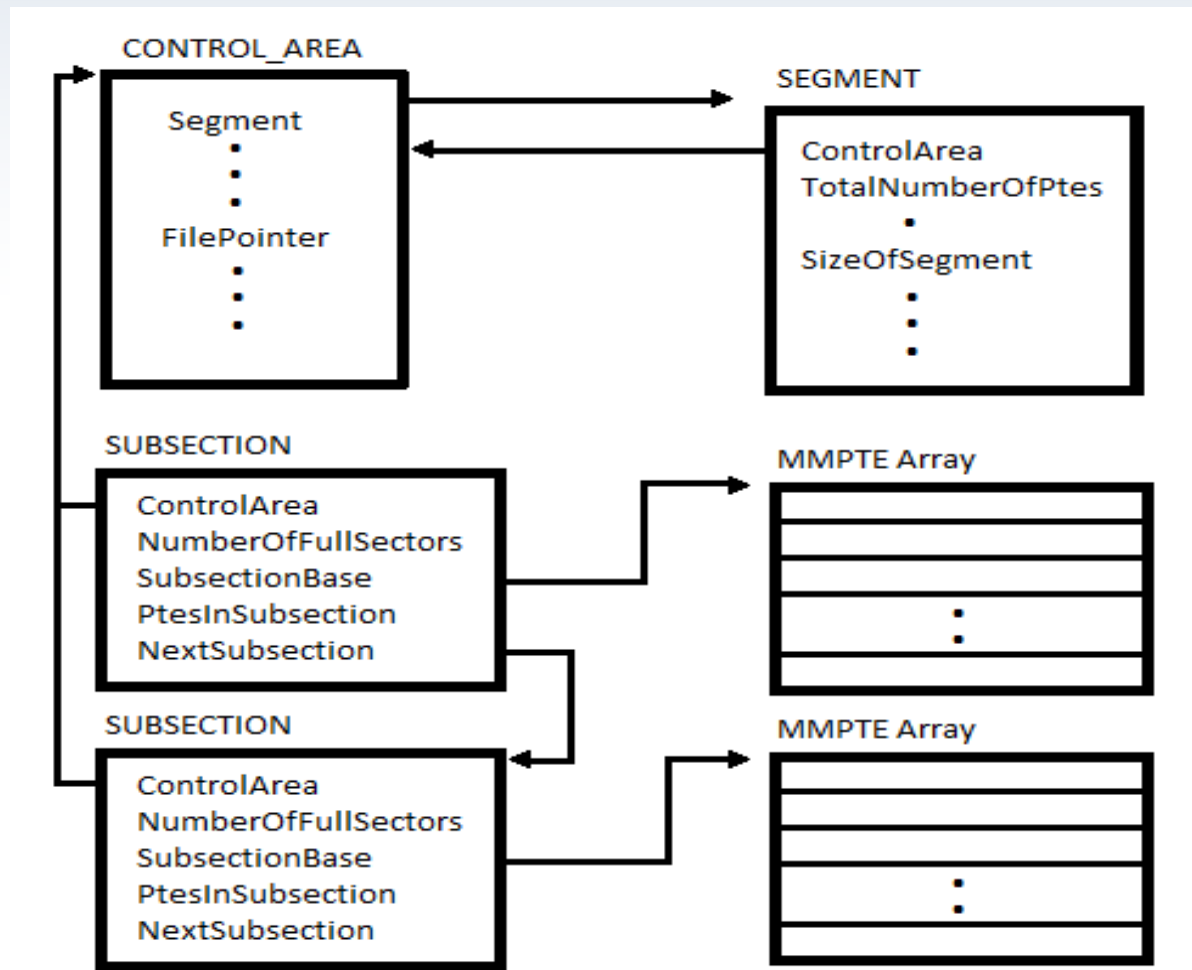 CONTROL_AREA
Segment
FilePointer
SEGMENT
ControlArea
TotalNumberOfPtes
SizeOfSegment
SUBSECTION
ControlArea
NumberOfFullSectors
SubsectionBase
PtesInSubsection
NextSubsection
MMPTE Array
SUBSECTION
ControlArea
NumberOfFullSectors
SubsectionBase
PtesInSubsection
NextSubsection
MMPTE Array